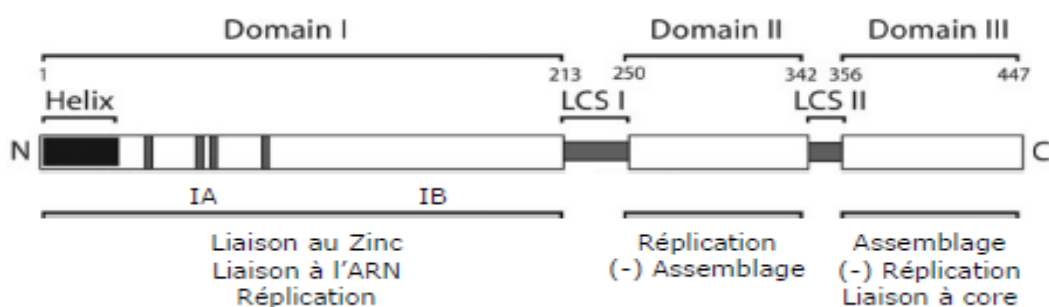 Domain I Domain II Domain III
1 213 250 342 356 447
Helix LCS I LCS II
N C
IA IB
Liaison au Zinc Réplication Assemblage
Liaison à l'ARN (-) Assemblage (-) Réplication
Réplication Liaison à core